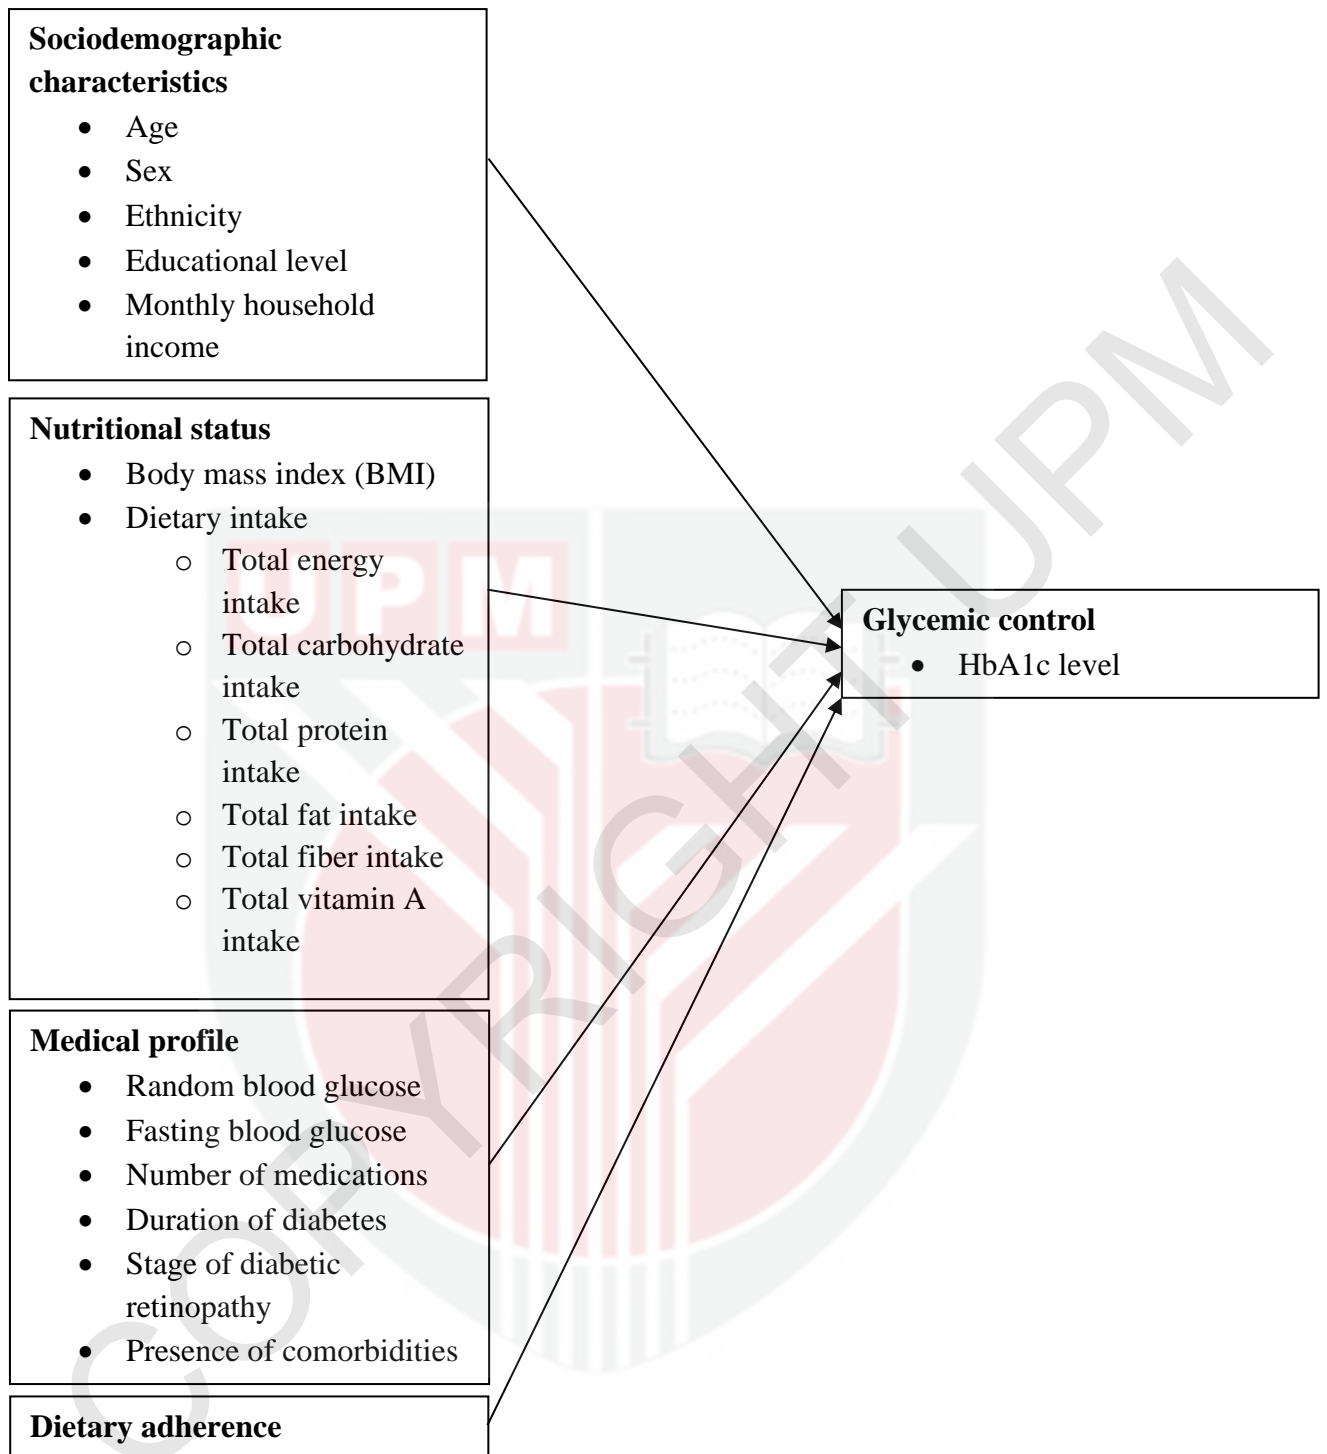 Sociodemographic
characteristics
• Age
• Sex
• Ethnicity
• Educational level
• Monthly household
income
Nutritional status
• Body mass index (BMI)
• Dietary intake
o Total energy
intake
o Total carbohydrate
intake
o Total protein
intake
o Total fat intake
o Total fiber intake
o Total vitamin A
intake
Medical profile
• Random blood glucose
• Fasting blood glucose
• Number of medications
• Duration of diabetes
• Stage of diabetic
retinopathy
• Presence of comorbidities
Dietary adherence
Glycemic control
• HbA1c level
UPM
COPYRIGHT UPM